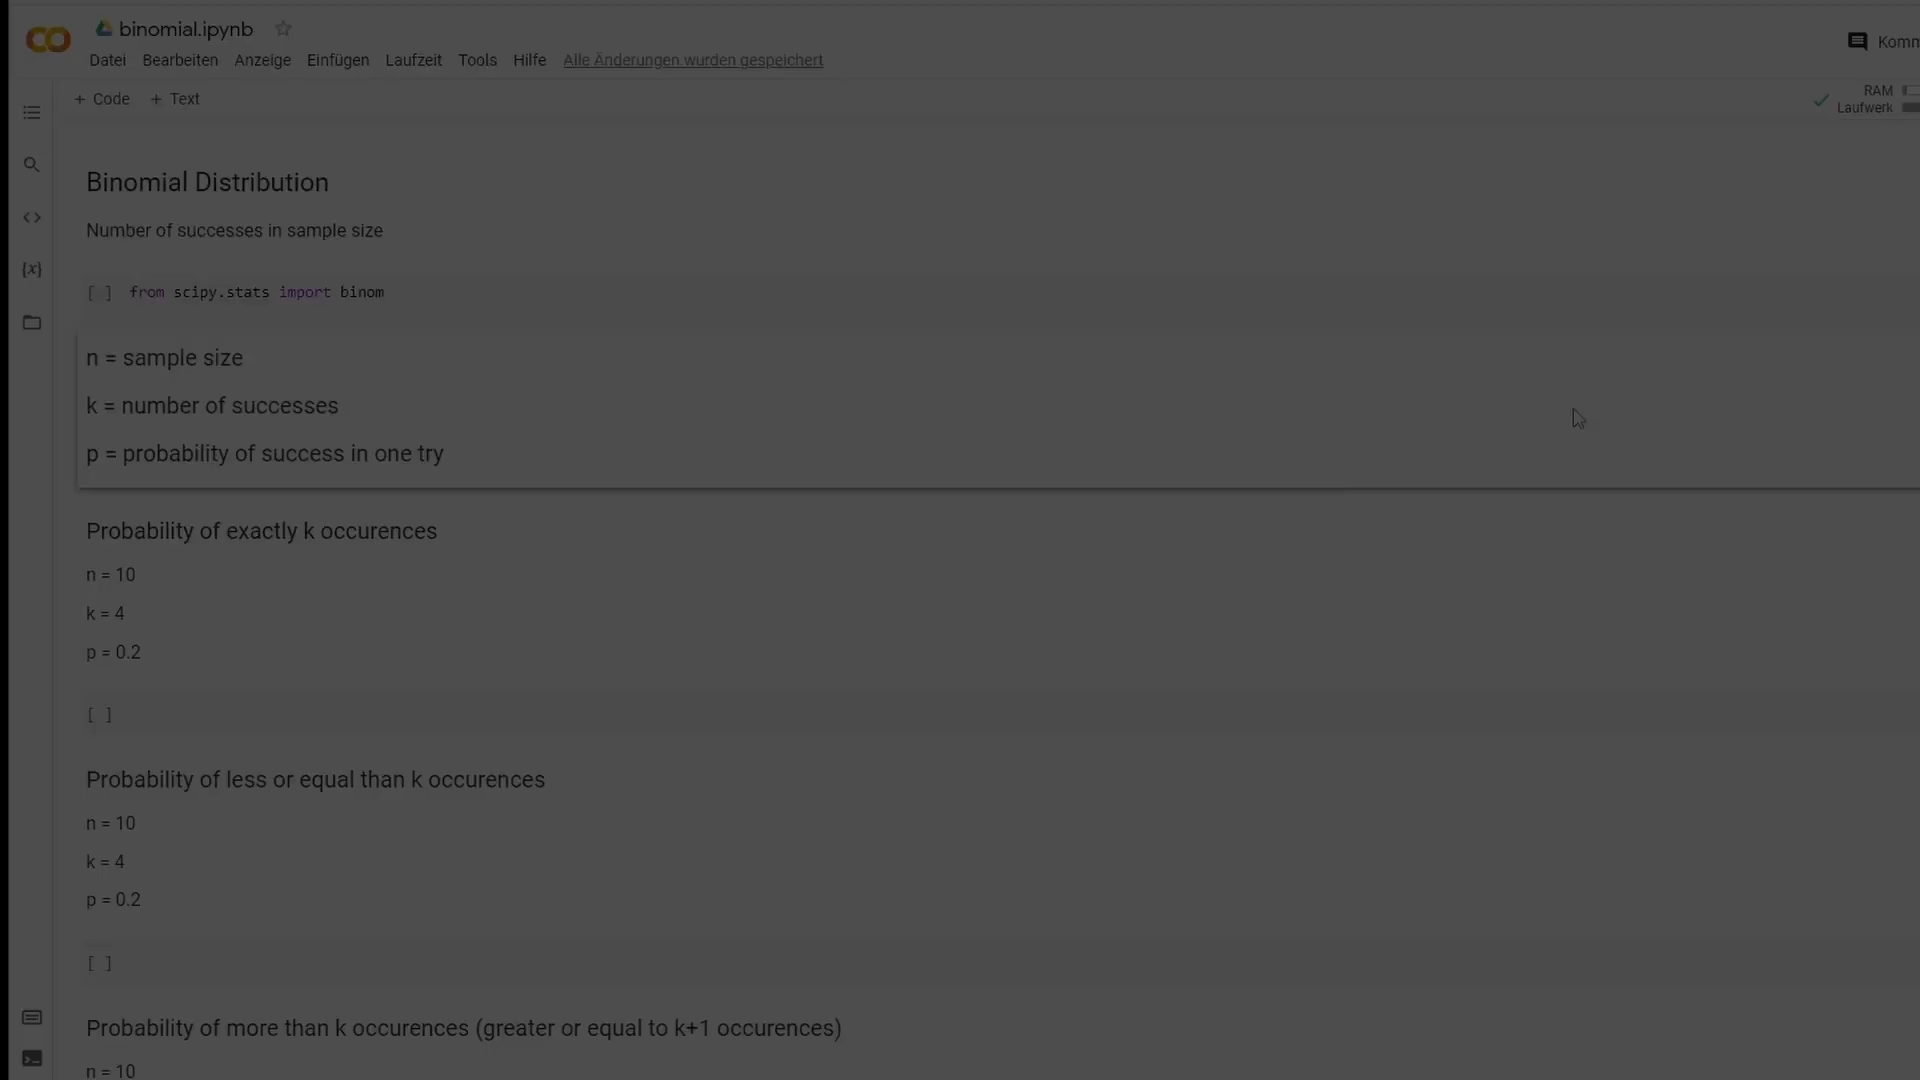 binomial.ipynb
Datei Bearbeiten Anzeige Einfügen Laufzeit Tools Hilfe Alle Änderungen wurden gespeichert
+ Code + Text
RAM
Laufwerk
Binomial Distribution
Number of successes in sample size
[ ] from scipy.stats import binom
n = sample size
k = number of successes
p = probability of success in one try
Probability of exactly k occurences
n = 10
k = 4
p = 0.2
[ ]
Probability of less or equal than k occurences
n = 10
k = 4
p = 0.2
[ ]
Probability of more than k occurences (greater or equal to k+1 occurences)
n = 10